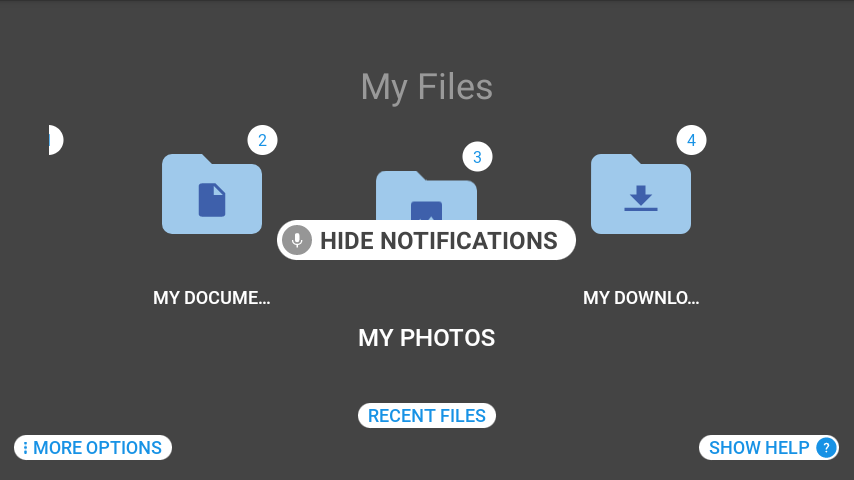 My Files
2
3
4
HIDE NOTIFICATIONS
MY DOCUME...
MY DOWNLO...
MY PHOTOS
RECENT FILES
MORE OPTIONS
SHOW HELP ?